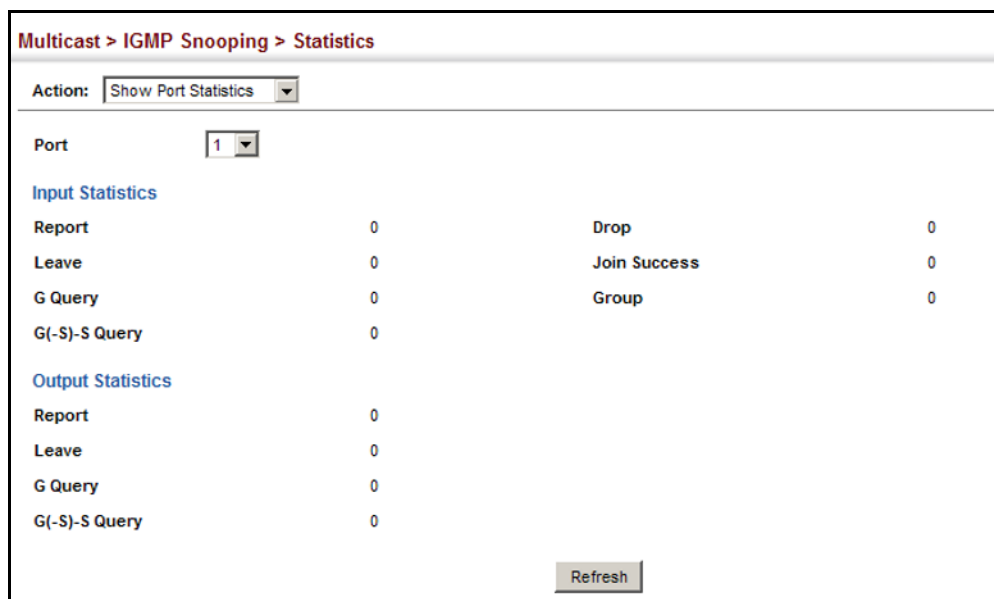 Multicast > IGMP Snooping > Statistics
Action: Show Port Statistics
Port 1
Input Statistics
Report 0 Drop 0
Leave 0 Join Success 0
G Query 0 Group 0
G(-S)-S Query 0
Output Statistics
Report 0
Leave 0
G Query 0
G(-S)-S Query 0
Refresh